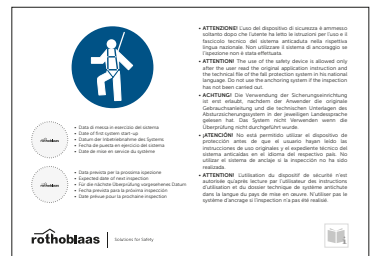 • ATTENZIONE! L'uso del dispositivo di sicurezza è ammesso
soltanto dopo che l'utente ha letto le istruzioni per l'uso e il
fascicolo tecnico del sistema anticaduta nella rispettiva
lingua nazionale. Non utilizzare il sistema di ancoraggio se
l'ispezione non è stata effettuata.
• ATTENTION! The use of the safety device is allowed only
after the user read the original application instruction and
the technical file of the fall protection system in his national
language. Do not use the anchoring system if the inspection
has not been carried out.
• ACHTUNG! Die Verwendung der Sicherungseinrichtung
ist erst erlaubt, nachdem der Anwender die originale
Gebrauchsanleitung und die technischen Unterlagen des
Absturzsicherungssystem in der jeweiligen Landessprache
gelesen hat. Das System nicht Verwenden wenn die
Überprüfung nicht durchgeführt wurde.
• ¡ATENCIÓN! No está permitido utilizar el dispositivo de
protección antes de que el usuario hayan leído las
instrucciones de uso originales y el expediente técnico del
sistema anticaídas en el idioma del respectivo país. No
utilizar el sistema de anclaje si la inspección no ha sido
realizada.
• ATTENTION! L'utilisation du dispositif de sécurité n'est
autorisée qu'après lecture par l'utilisateur des instructions
d'utilisation et du dossier technique de système antichute
dans la langue du pays de mise en œuvre. N'utilisez pas le
système d'ancrage si l'inspection n'a pas été réalisé.
rothoblaas
• Data di messa in esercizio del sistema
• Date of first system start-up
• Datum der Inbetriebnahme des Systems
• Fecha de puesta en ejercicio del sistema
• Date de mise en service du système
rothoblaas
• Data prevista per la prossima ispezione
• Expected date of next inspection
• Für die nächste Überprüfung vorgesehenes Datum
• Fecha prevista para la próxima inspección
• Date prévue pour la prochaine inspection
rothoblaas
Solutions for Safety